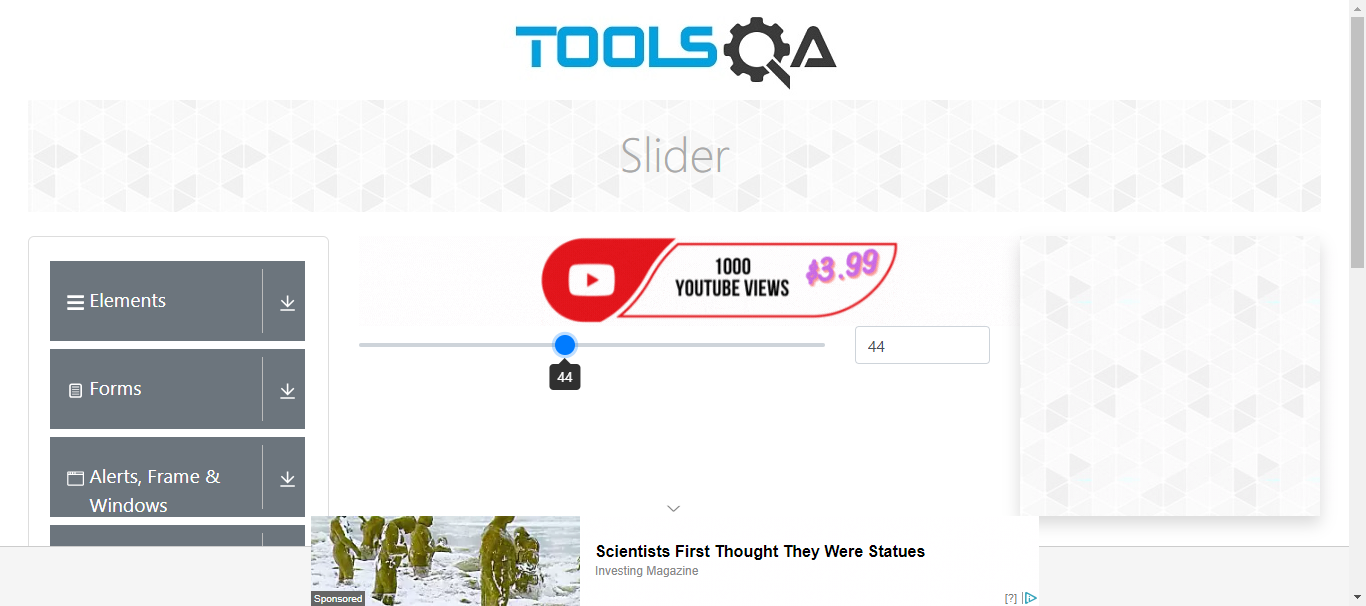 TOOLSQA
Slider
Elements
Forms
Alerts, Frame &
Windows
1000
YOUTUBE VIEWS
$3.99
44
44
Scientists First Thought They Were Statues
Investing Magazine
Sponsored
[?]